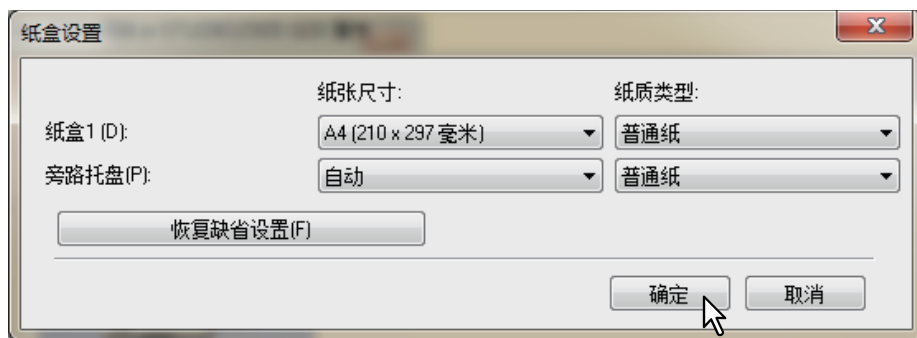 纸盒设置
纸张尺寸: 纸质类型:
纸盒1 (D): A4 (210 x 297 毫米) 普通纸
旁路托盘(P): 自动 普通纸
恢复缺省设置(F)
确定 取消